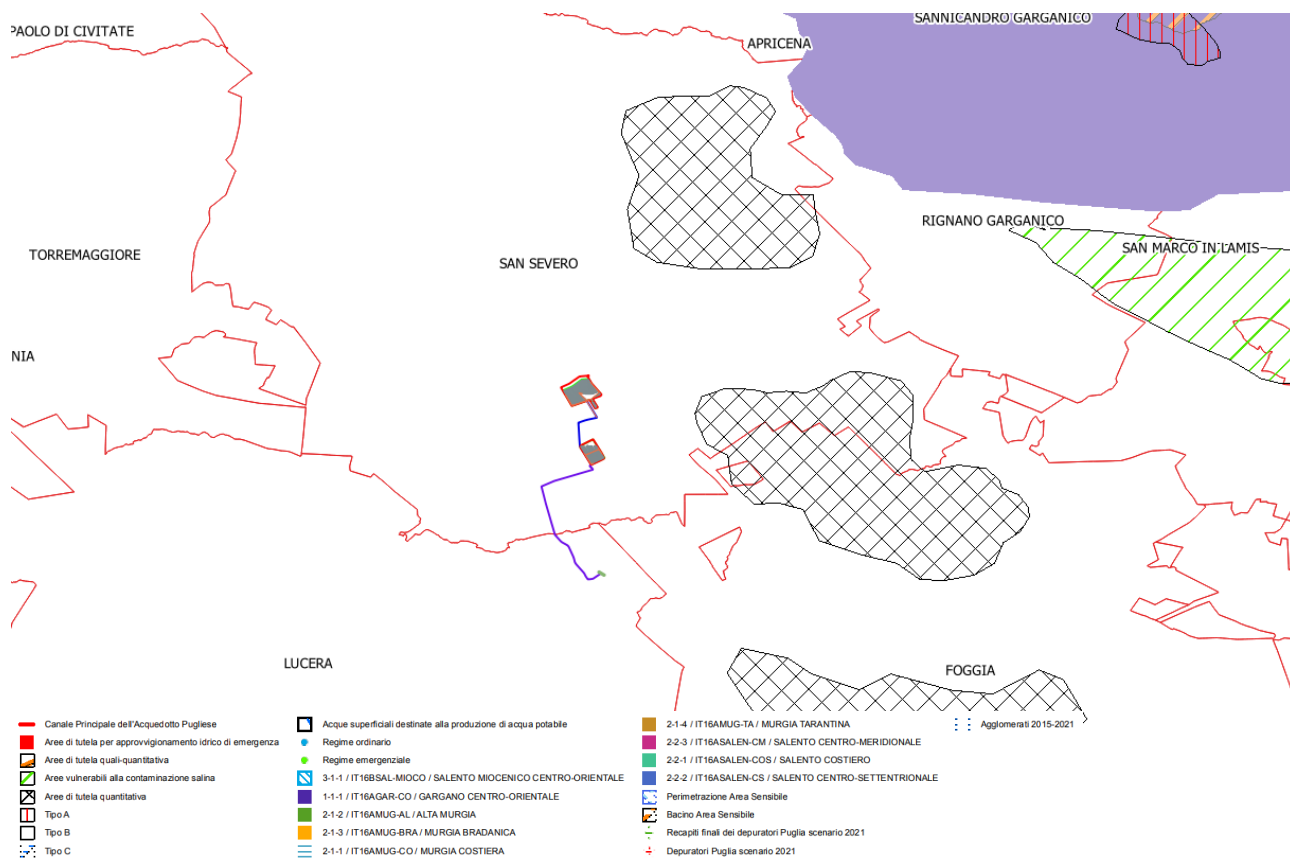 SANNICANDRO GARGANICO
PAOLO DI CIVITATE
APRICENA
RIGNANO GARGANICO
SAN MARCO IN LAMIS
TORREMAGGIORE
SAN SEVERO
NIA
LUCERA
FOGGIA
Canale Principale dell'Acquedotto Pugliese
Aree di tutela per approvvigionamento idrico di emergenza
Aree di tutela quali-quantitativa
Aree vulnerabili alla contaminazione salina
Aree di tutela quantitativa
Tipo A
Tipo B
Tipo C
Acque superficiali destinate alla produzione di acqua potabile
Regime ordinario
Regime emergenziale
3-1-1 / IT16BSAL-MIOCO / SALENTO MIOCENICO CENTRO-ORIENTALE
1-1-1 / IT16AGAR-CO / GARGANO CENTRO-ORIENTALE
2-1-2 / IT16AMUG-AL / ALTA MURGIA
2-1-3 / IT16AMUG-BRA / MURGIA BRADANICA
2-1-1 / IT16AMUG-CO / MURGIA COSTIERA
2-1-4 / IT16AMUG-TA / MURGIA TARANTINA
2-2-3 / IT16ASALEN-CM / SALENTO CENTRO-MERIDIONALE
2-2-1 / IT16ASALEN-COS / SALENTO COSTIERO
2-2-2 / IT16ASALEN-CS / SALENTO CENTRO-SETTENTRIONALE
Perimetrazione Area Sensibile
Bacino Area Sensibile
Recapiti finali dei depuratori Puglia scenario 2021
Depuratori Puglia scenario 2021
Agglomerati 2015-2021